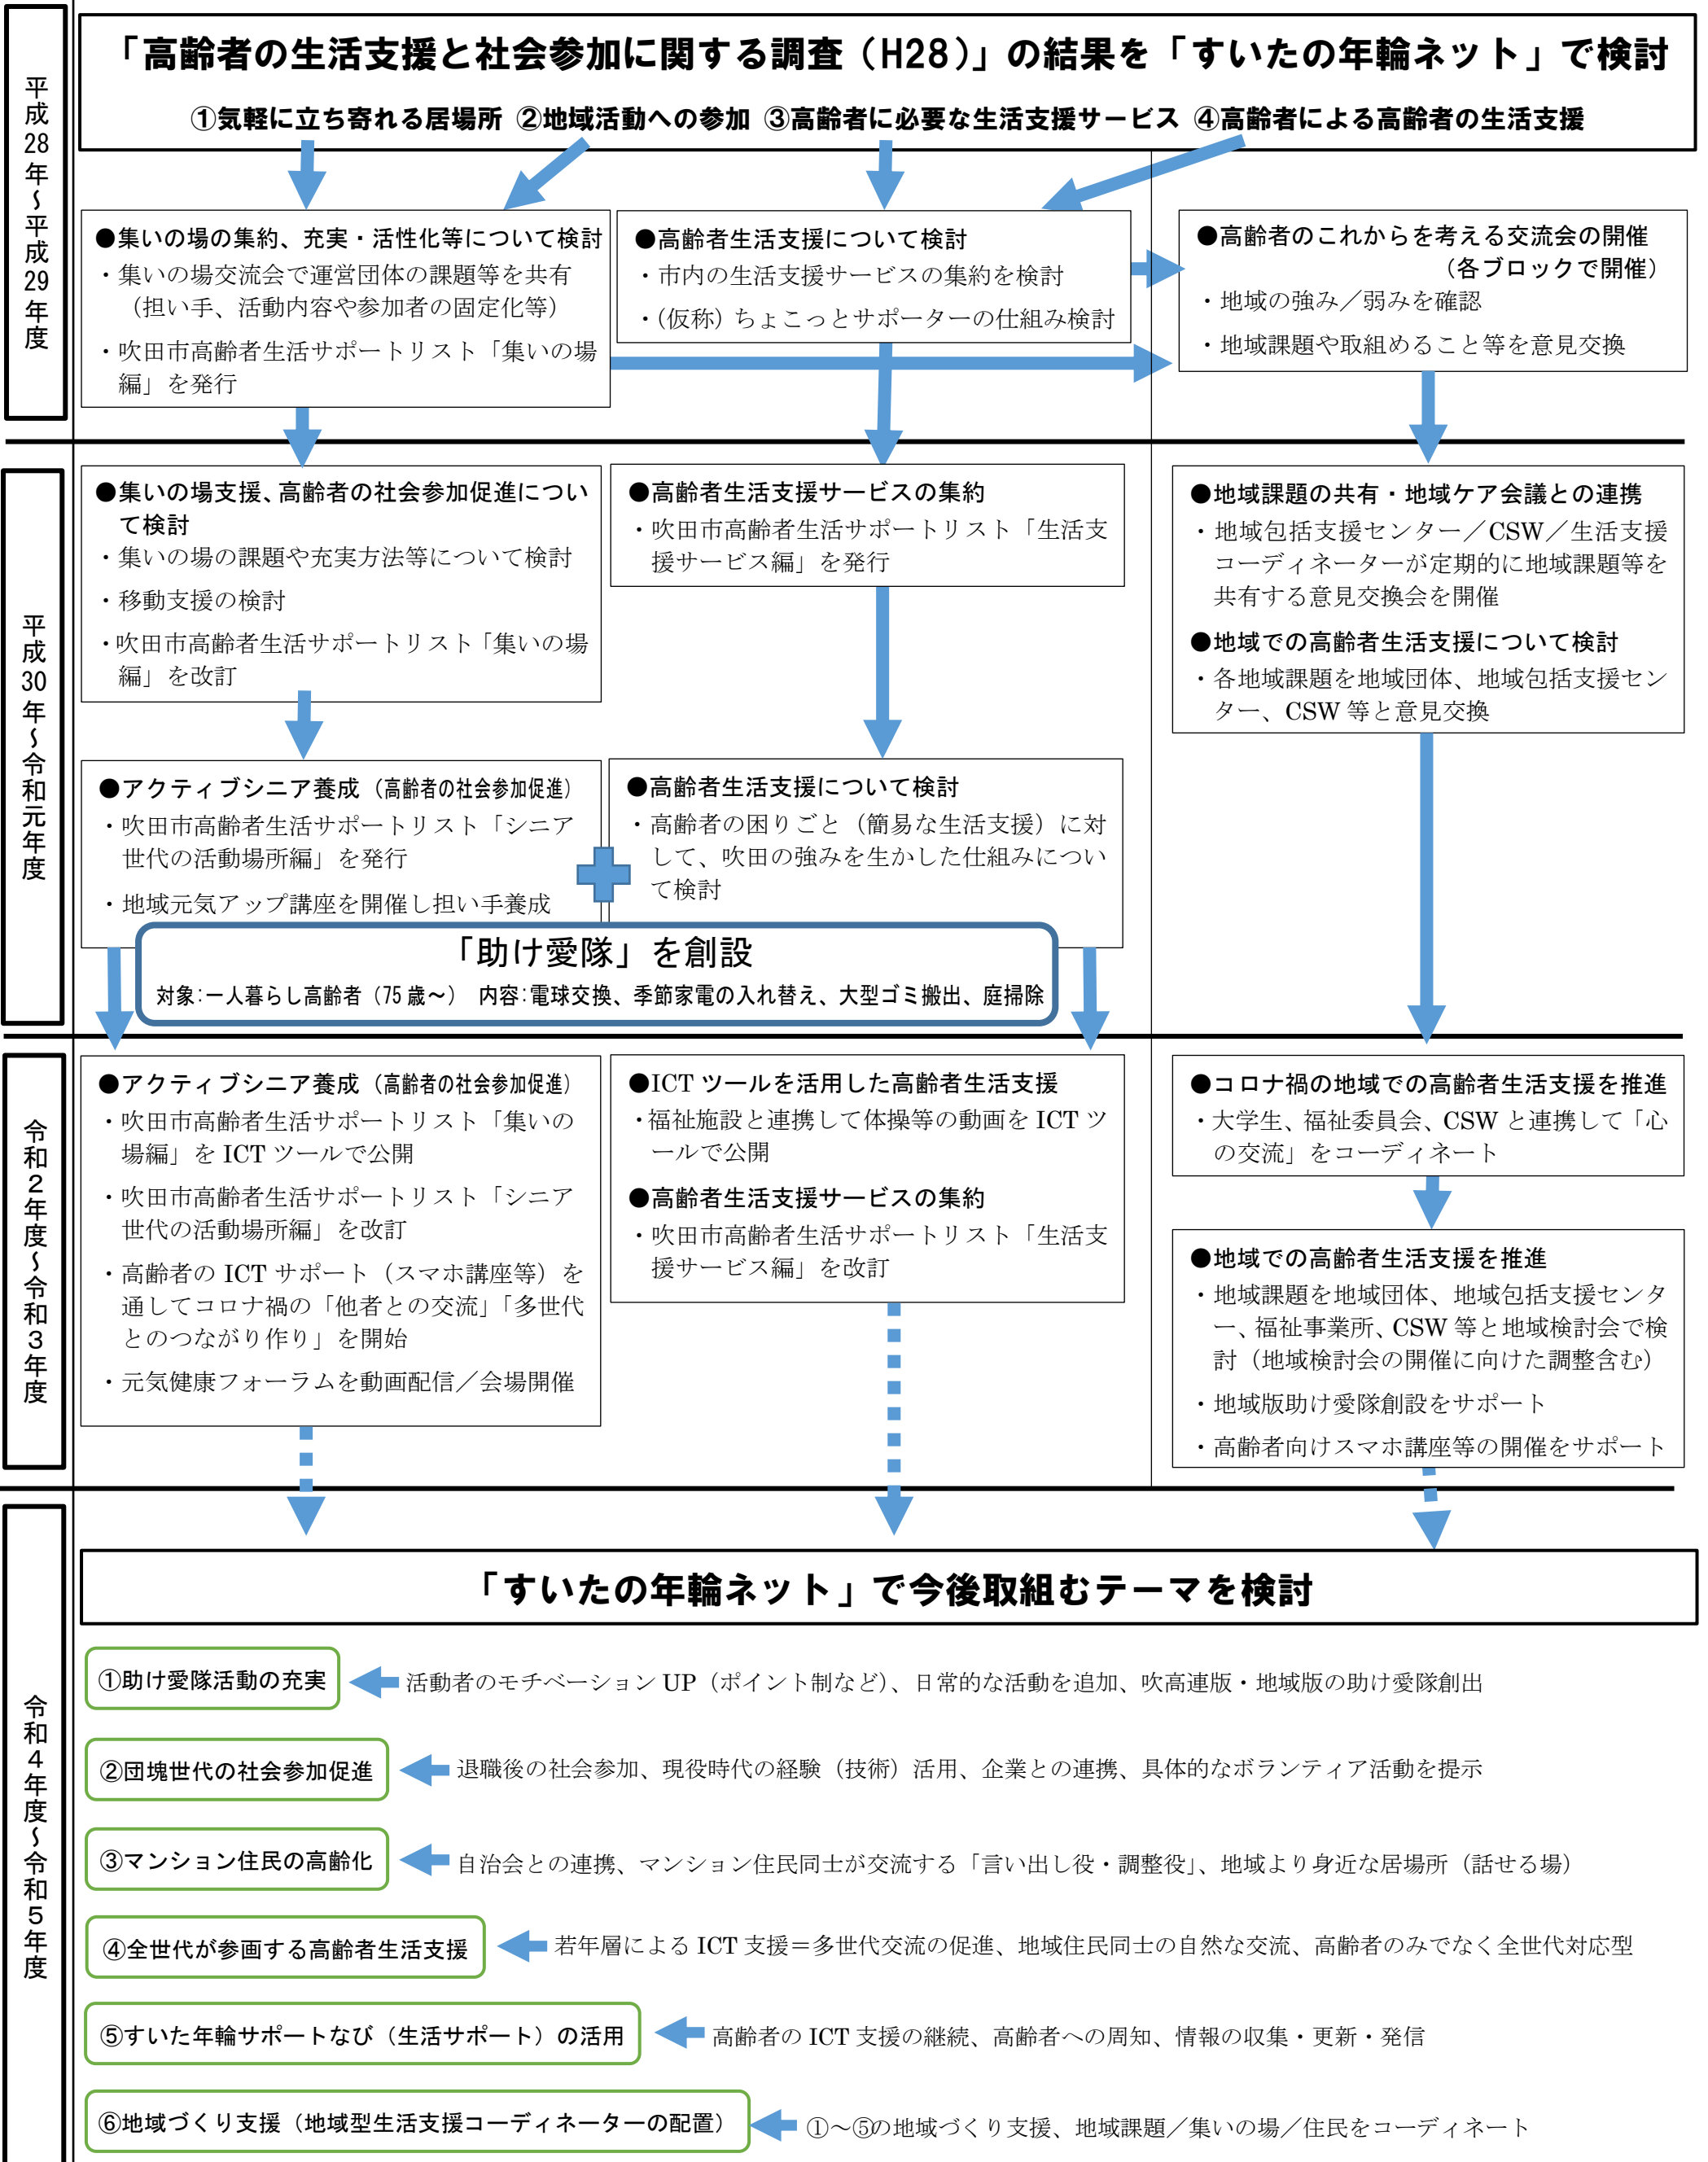 平成28年～平成29年度
「高齢者の生活支援と社会参加に関する調査（H28）」の結果を「すいたの年輪ネット」で検討
①気軽に立ち寄れる居場所 ②地域活動への参加 ③高齢者に必要な生活支援サービス ④高齢者による高齢者の生活支援
●集いの場の集約、充実・活性化等について検討
・集いの場交流会で運営団体の課題等を共有
（担い手、活動内容や参加者の固定化等）
・吹田市高齢者生活サポートリスト「集いの場
編」を発行
●高齢者生活支援について検討
・市内の生活支援サービスの集約を検討
・（仮称）ちょこっとサポーターの仕組み検討
●高齢者のこれからを考える交流会の開催
（各ブロックで開催）
・地域の強み／弱みを確認
・地域課題や取組めること等を意見交換
平成30年～令和元年度
●集いの場支援、高齢者の社会参加促進につい
て検討
・集いの場の課題や充実方法等について検討
・移動支援の検討
・吹田市高齢者生活サポートリスト「集いの場
編」を改訂
●高齢者生活支援サービスの集約
・吹田市高齢者生活サポートリスト「生活支
援サービス編」を発行
●地域課題の共有・地域ケア会議との連携
・地域包括支援センター／CSW／生活支援
コーディネーターが定期的に地域課題等を
共有する意見交換会を開催
●地域での高齢者生活支援について検討
・各地域課題を地域団体、地域包括支援セン
ター、CSW 等と意見交換
●アクティブシニア養成（高齢者の社会参加促進）
・吹田市高齢者生活サポートリスト「シニア
世代の活動場所編」を発行
・地域元気アップ講座を開催し担い手養成
●高齢者生活支援について検討
・高齢者の困りごと（簡易な生活支援）に対
して、吹田の強みを生かした仕組みについ
て検討
「助け愛隊」を創設
対象:一人暮らし高齢者（75 歳～） 内容:電球交換、季節家電の入れ替え、大型ゴミ搬出、庭掃除
令和２年度～令和３年度
●アクティブシニア養成（高齢者の社会参加促進）
・吹田市高齢者生活サポートリスト「集いの
場編」を ICT ツールで公開
・吹田市高齢者生活サポートリスト「シニア
世代の活動場所編」を改訂
・高齢者の ICT サポート（スマホ講座等）を
通してコロナ禍の「他者との交流」「多世代
とのつながり作り」を開始
・元気健康フォーラムを動画配信／会場開催
●ICT ツールを活用した高齢者生活支援
・福祉施設と連携して体操等の動画を ICT ツ
ールで公開
●高齢者生活支援サービスの集約
・吹田市高齢者生活サポートリスト「生活支
援サービス編」を改訂
●コロナ禍の地域での高齢者生活支援を推進
・大学生、福祉委員会、CSW と連携して「心
の交流」をコーディネート
●地域での高齢者生活支援を推進
・地域課題を地域団体、地域包括支援センタ
ー、福祉事業所、CSW 等と地域検討会で検
討（地域検討会の開催に向けた調整含む）
・地域版助け愛隊創設をサポート
・高齢者向けスマホ講座等の開催をサポート
令和４年度～令和５年度
「すいたの年輪ネット」で今後取組むテーマを検討
①助け愛隊活動の充実
活動者のモチベーション UP（ポイント制など）、日常的な活動を追加、吹高連版・地域版の助け愛隊創出
②団塊世代の社会参加促進
退職後の社会参加、現役時代の経験（技術）活用、企業との連携、具体的なボランティア活動を提示
③マンション住民の高齢化
自治会との連携、マンション住民同士が交流する「言い出し役・調整役」、地域より身近な居場所（話せる場）
④全世代が参画する高齢者生活支援
若年層による ICT 支援＝多世代交流の促進、地域住民同士の自然な交流、高齢者のみでなく全世代対応型
⑤すいた年輪サポートなび（生活サポート）の活用
高齢者の ICT 支援の継続、高齢者への周知、情報の収集・更新・発信
⑥地域づくり支援（地域型生活支援コーディネーターの配置）
①～⑤の地域づくり支援、地域課題／集いの場／住民をコーディネート